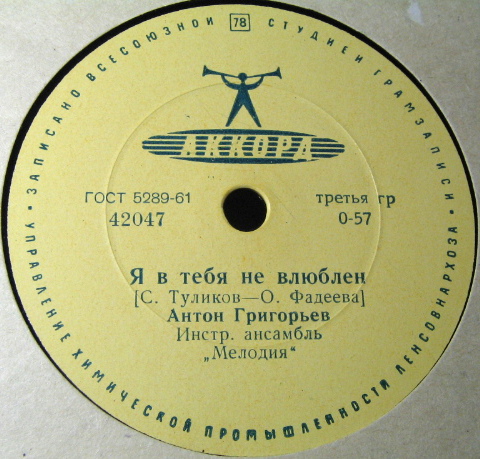 ЗАПИСАНО ВСЕСОЮЗНОЙ 78 СТУДИЕЙ ГРАМЗАПИСИ •
УПРАВЛЕНИЕ ХИМИЧЕСКОЙ ПРОМЫШЛЕННОСТИ ЛЕНСОВНАРХОЗА •
АККОРД
ГОСТ 5289-61 третья гр
42047 0-57
Я в тебя не влюблен
[С. Туликов—О. Фадеева]
Антон Григорьев
Инстр. ансамбль
„Мелодия“